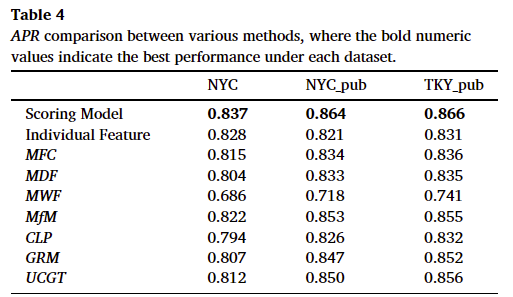 Table 4
APR comparison between various methods, where the bold numeric
values indicate the best performance under each dataset.
NYC NYC_pub TKY_pub
Scoring Model 0.837 0.864 0.866
Individual Feature 0.828 0.821 0.831
MFC 0.815 0.834 0.836
MDF 0.804 0.833 0.835
MWF 0.686 0.718 0.741
MfM 0.822 0.853 0.855
CLP 0.794 0.826 0.832
GRM 0.807 0.847 0.852
UCGT 0.812 0.850 0.856